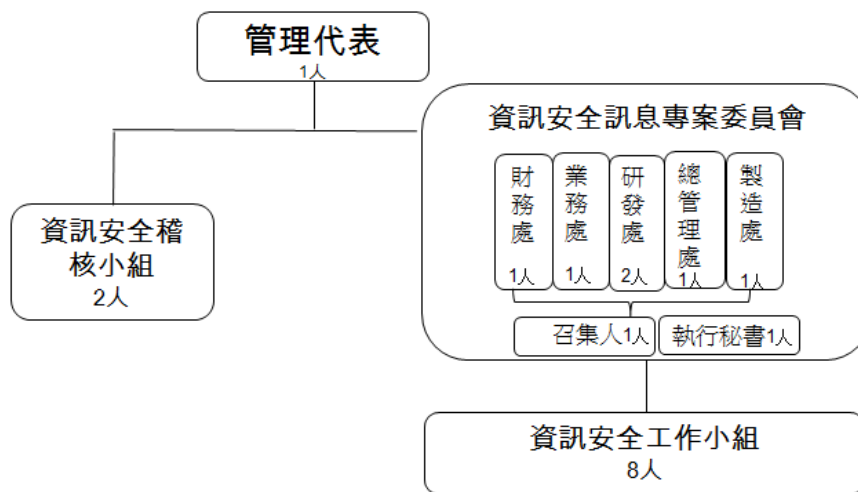 管理代表
1人
資訊安全訊息專案委員會
財務處
1人
業務處
1人
研發處
2人
總管理處
1人
製造處
1人
召集人1人
執行秘書1人
資訊安全稽
核小組
2人
資訊安全工作小組
8人